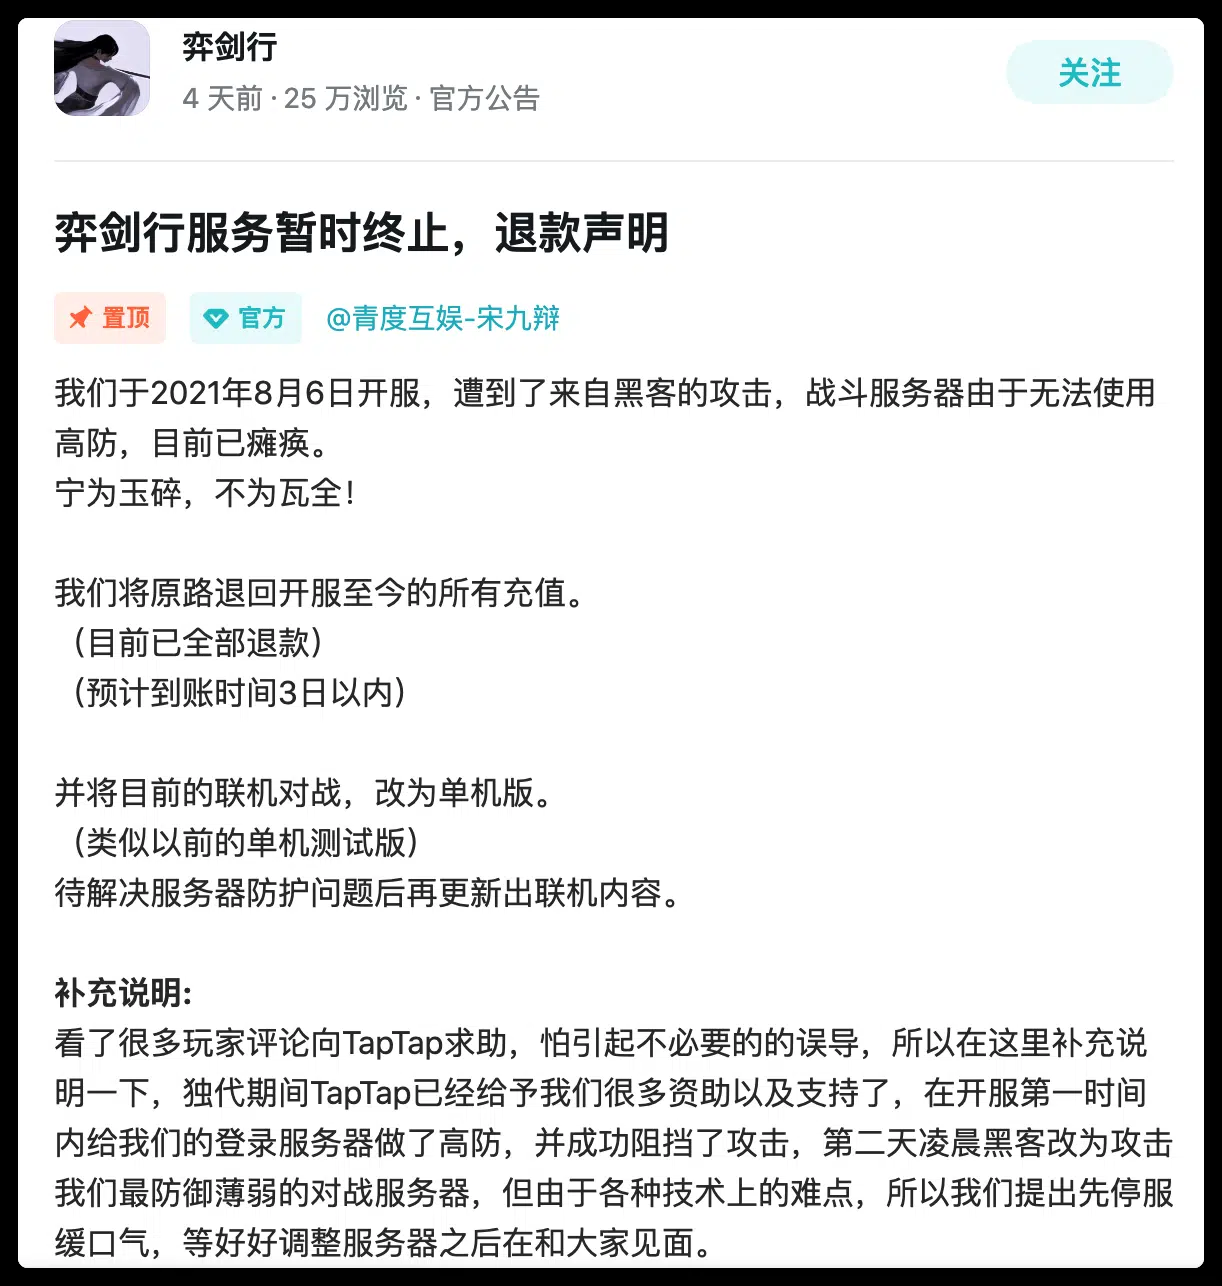 弈剑行
4 天前 · 25 万浏览 · 官方公告
关注
弈剑行服务暂时终止，退款声明
置顶 官方 @青度互娱-宋九辩
我们于2021年8月6日开服，遭到了来自黑客的攻击，战斗服务器由于无法使用
高防，目前已瘫痪。
宁为玉碎，不为瓦全！
我们将原路退回开服至今的所有充值。
（目前已全部退款）
（预计到账时间3日以内）
并将目前的联机对战，改为单机版。
（类似以前的单机测试版）
待解决服务器防护问题后再更新出联机内容。
补充说明:
看了很多玩家评论向TapTap求助，怕引起不必要的的误导，所以在这里补充说
明一下，独代期间TapTap已经给予我们很多资助以及支持了，在开服第一时间
内给我们的登录服务器做了高防，并成功阻挡了攻击，第二天凌晨黑客改为攻击
我们最防御薄弱的对战服务器，但由于各种技术上的难点，所以我们提出先停服
缓口气，等好好调整服务器之后在和大家见面。